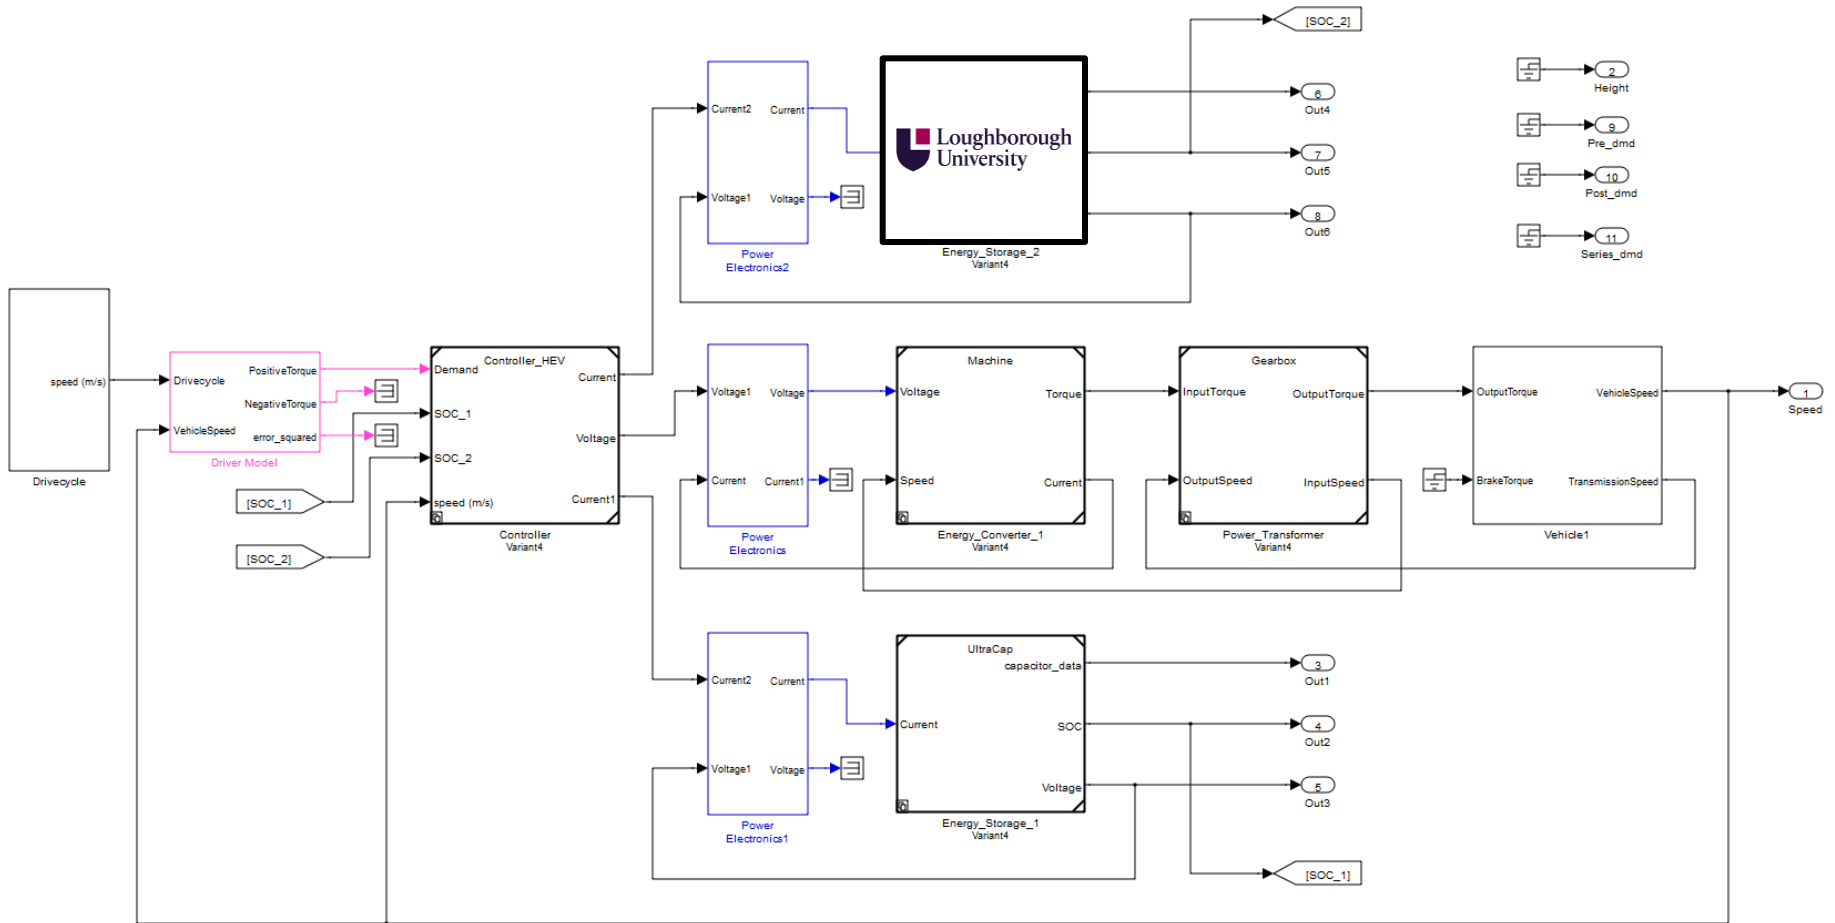 [SOC_2]
2
Height
6
Out4
9
Pre_dmd
7
Out5
10
Post_dmd
8
Out6
11
Series_dmd
Current2
Current
Voltage1
Voltage
Power
Electronics2
Loughborough
University
Energy_Storage_2
Variant4
speed (m/s)
Drivecycle
Drivecycle
VehicleSpeed
PositiveTorque
NegativeTorque
error_squared
Driver Model
[SOC_1]
[SOC_2]
Controller_HEV
Demand
SOC_1
SOC_2
speed (m/s)
Current
Voltage
Current1
Controller
Variant4
Voltage1
Voltage
Current
Current1
Power
Electronics
Machine
Voltage
Torque
Speed
Current
Energy_Converter_1
Variant4
Gearbox
InputTorque
OutputTorque
OutputSpeed
InputSpeed
Power_Transformer
Variant4
OutputTorque
VehicleSpeed
BrakeTorque
TransmissionSpeed
Vehicle1
1
Speed
Current2
Current
Voltage1
Voltage
Power
Electronics1
UltraCap
capacitor_data
Current
SOC
Voltage
Energy_Storage_1
Variant4
3
Out1
4
Out2
5
Out3
[SOC_1]